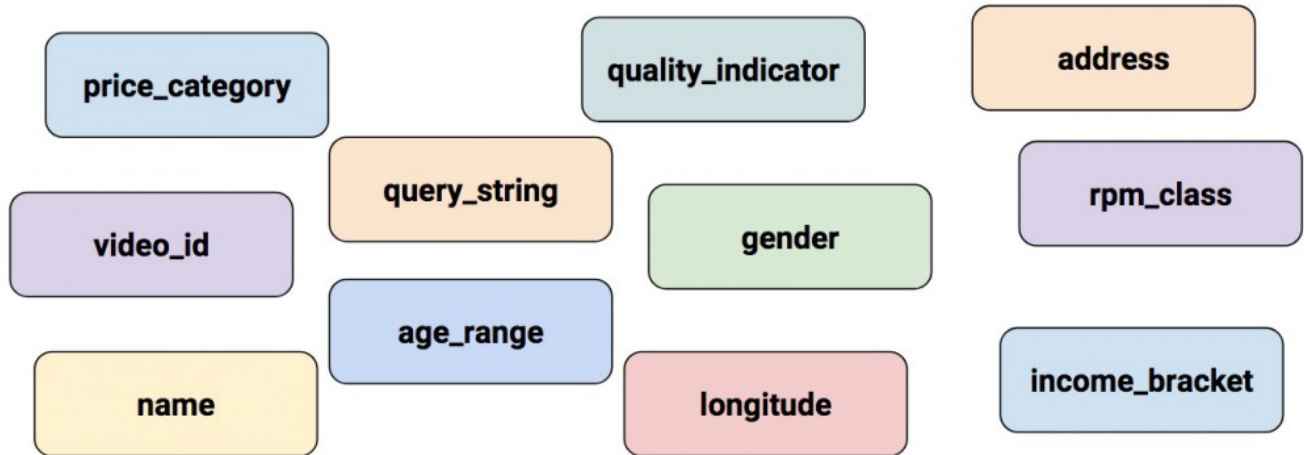 price_category
quality_indicator
address
query_string
rpm_class
video_id
gender
age_range
name
longitude
income_bracket